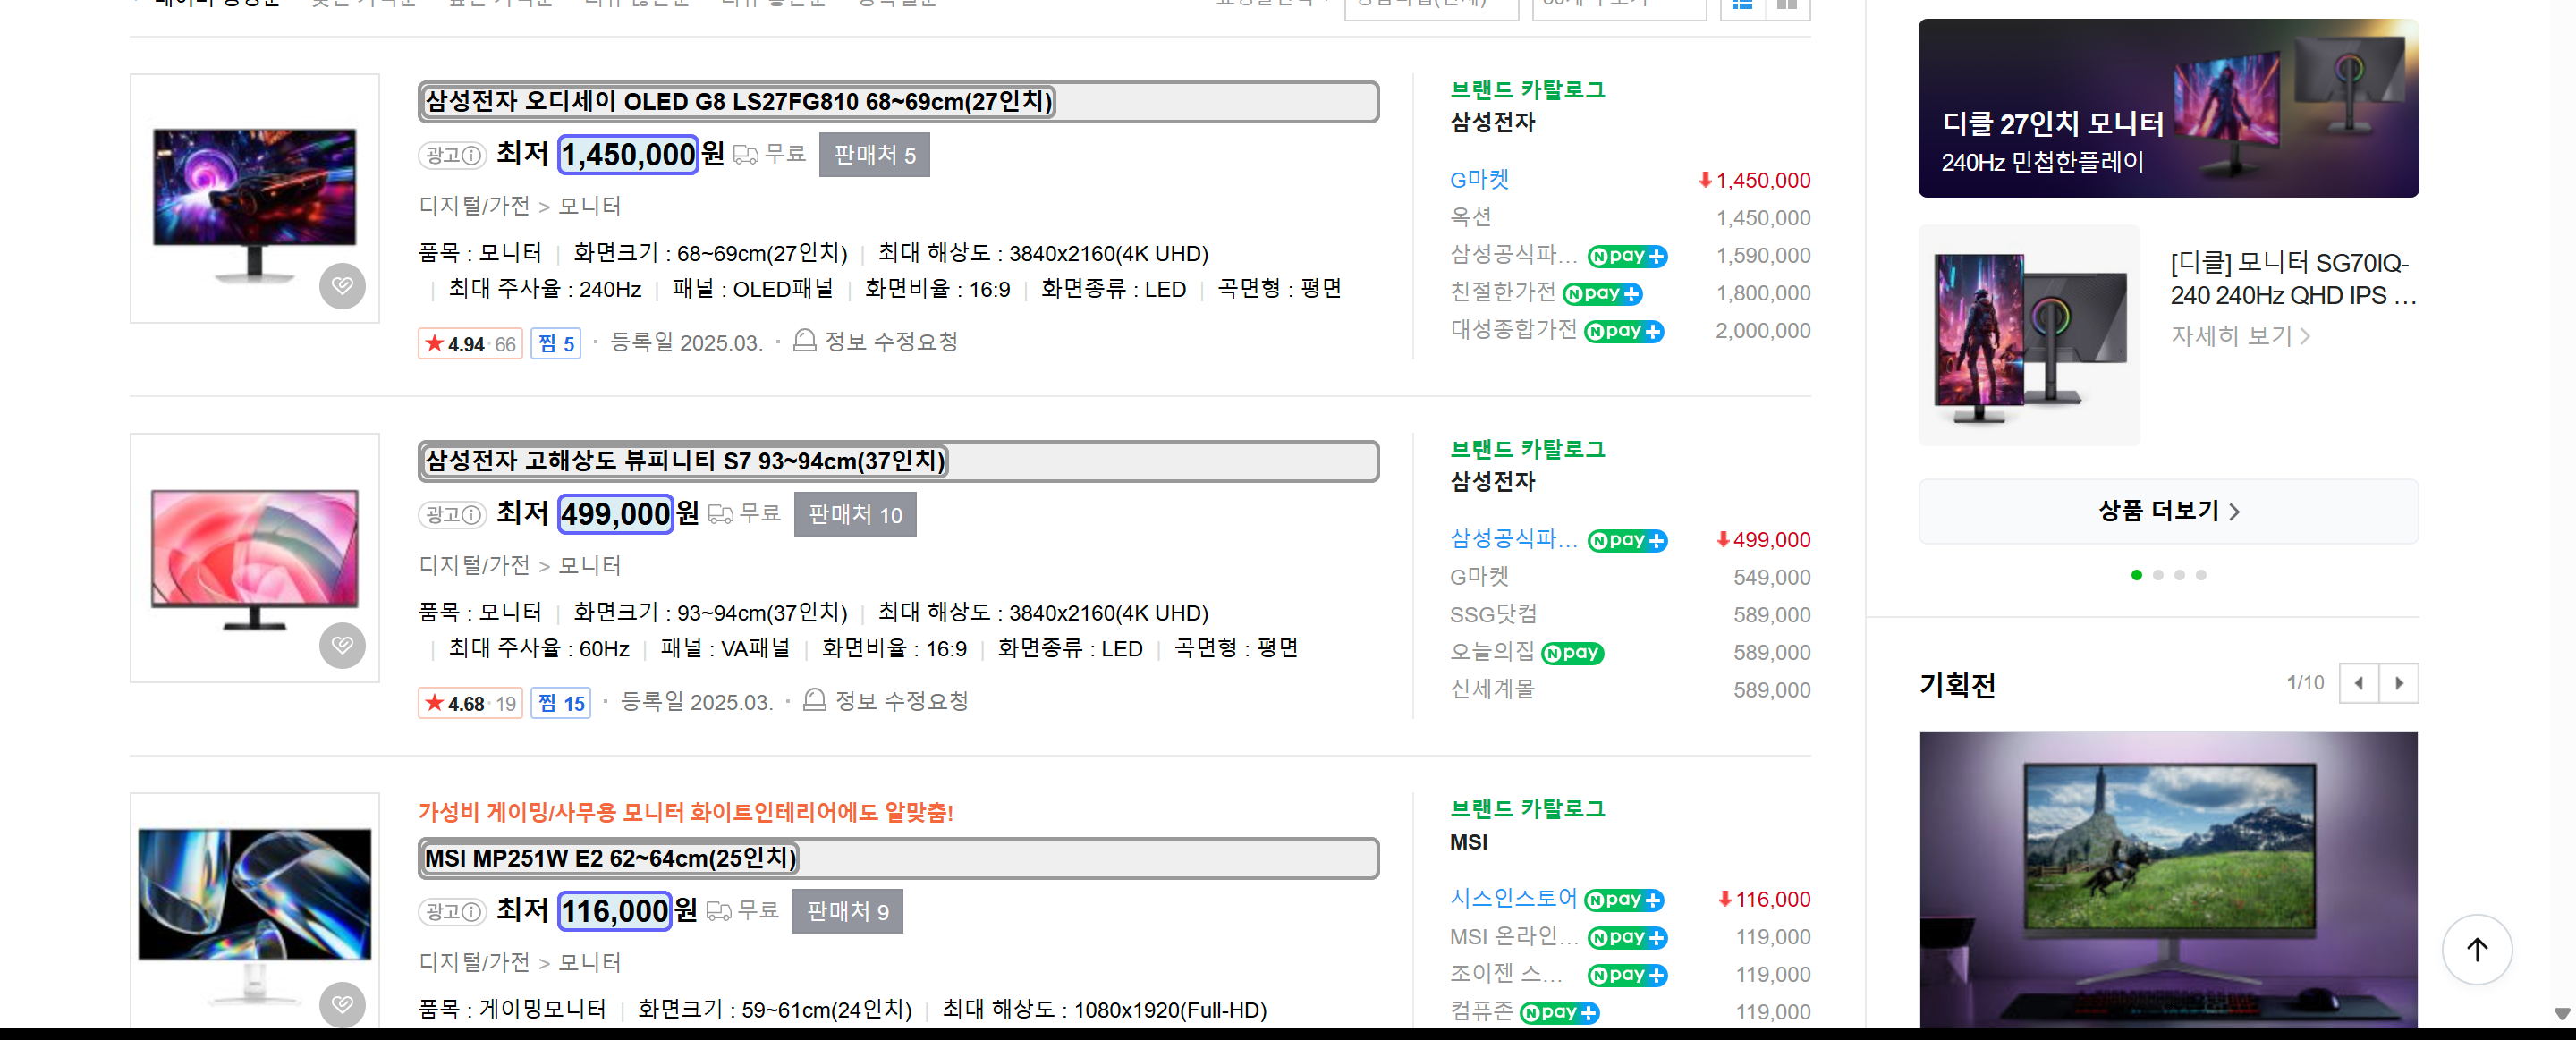 삼성전자 오디세이 OLED G8 LS27FG810 68~69cm(27인치)
광고 최저 1,450,000원 무료 판매처 5
디지털/가전 > 모니터
품목 : 모니터 | 화면크기 : 68~69cm(27인치) | 최대 해상도 : 3840x2160(4K UHD)
| 최대 주사율 : 240Hz | 패널 : OLED패널 | 화면비율 : 16:9 | 화면종류 : LED | 곡면형 : 평면
★ 4.94 · 66 찜 5 · 등록일 2025.03. · 정보 수정요청
브랜드 카탈로그
삼성전자
G마켓 1,450,000
옥션 1,450,000
삼성공식파... N pay+ 1,590,000
친절한가전 N pay+ 1,800,000
대성종합가전 N pay+ 2,000,000
삼성전자 고해상도 뷰피니티 S7 93~94cm(37인치)
광고 최저 499,000원 무료 판매처 10
디지털/가전 > 모니터
품목 : 모니터 | 화면크기 : 93~94cm(37인치) | 최대 해상도 : 3840x2160(4K UHD)
| 최대 주사율 : 60Hz | 패널 : VA패널 | 화면비율 : 16:9 | 화면종류 : LED | 곡면형 : 평면
★ 4.68 · 19 찜 15 · 등록일 2025.03. · 정보 수정요청
브랜드 카탈로그
삼성전자
삼성공식파... N pay+ 499,000
G마켓 549,000
SSG닷컴 589,000
오늘의집 N pay 589,000
신세계몰 589,000
가성비 게이밍/사무용 모니터 화이트인테리어에도 알맞춤!
MSI MP251W E2 62~64cm(25인치)
광고 최저 116,000원 무료 판매처 9
디지털/가전 > 모니터
품목 : 게이밍모니터 | 화면크기 : 59~61cm(24인치) | 최대 해상도 : 1080x1920(Full-HD)
브랜드 카탈로그
MSI
시스인스토어 N pay+ 116,000
MSI 온라인... N pay+ 119,000
조이젠 스... N pay+ 119,000
컴퓨존 N pay+ 119,000
디클 27인치 모니터
240Hz 민첩한플레이
[디클] 모니터 SG70IQ-
240 240Hz QHD IPS ...
자세히 보기 >
상품 더보기 >
기획전 1/10